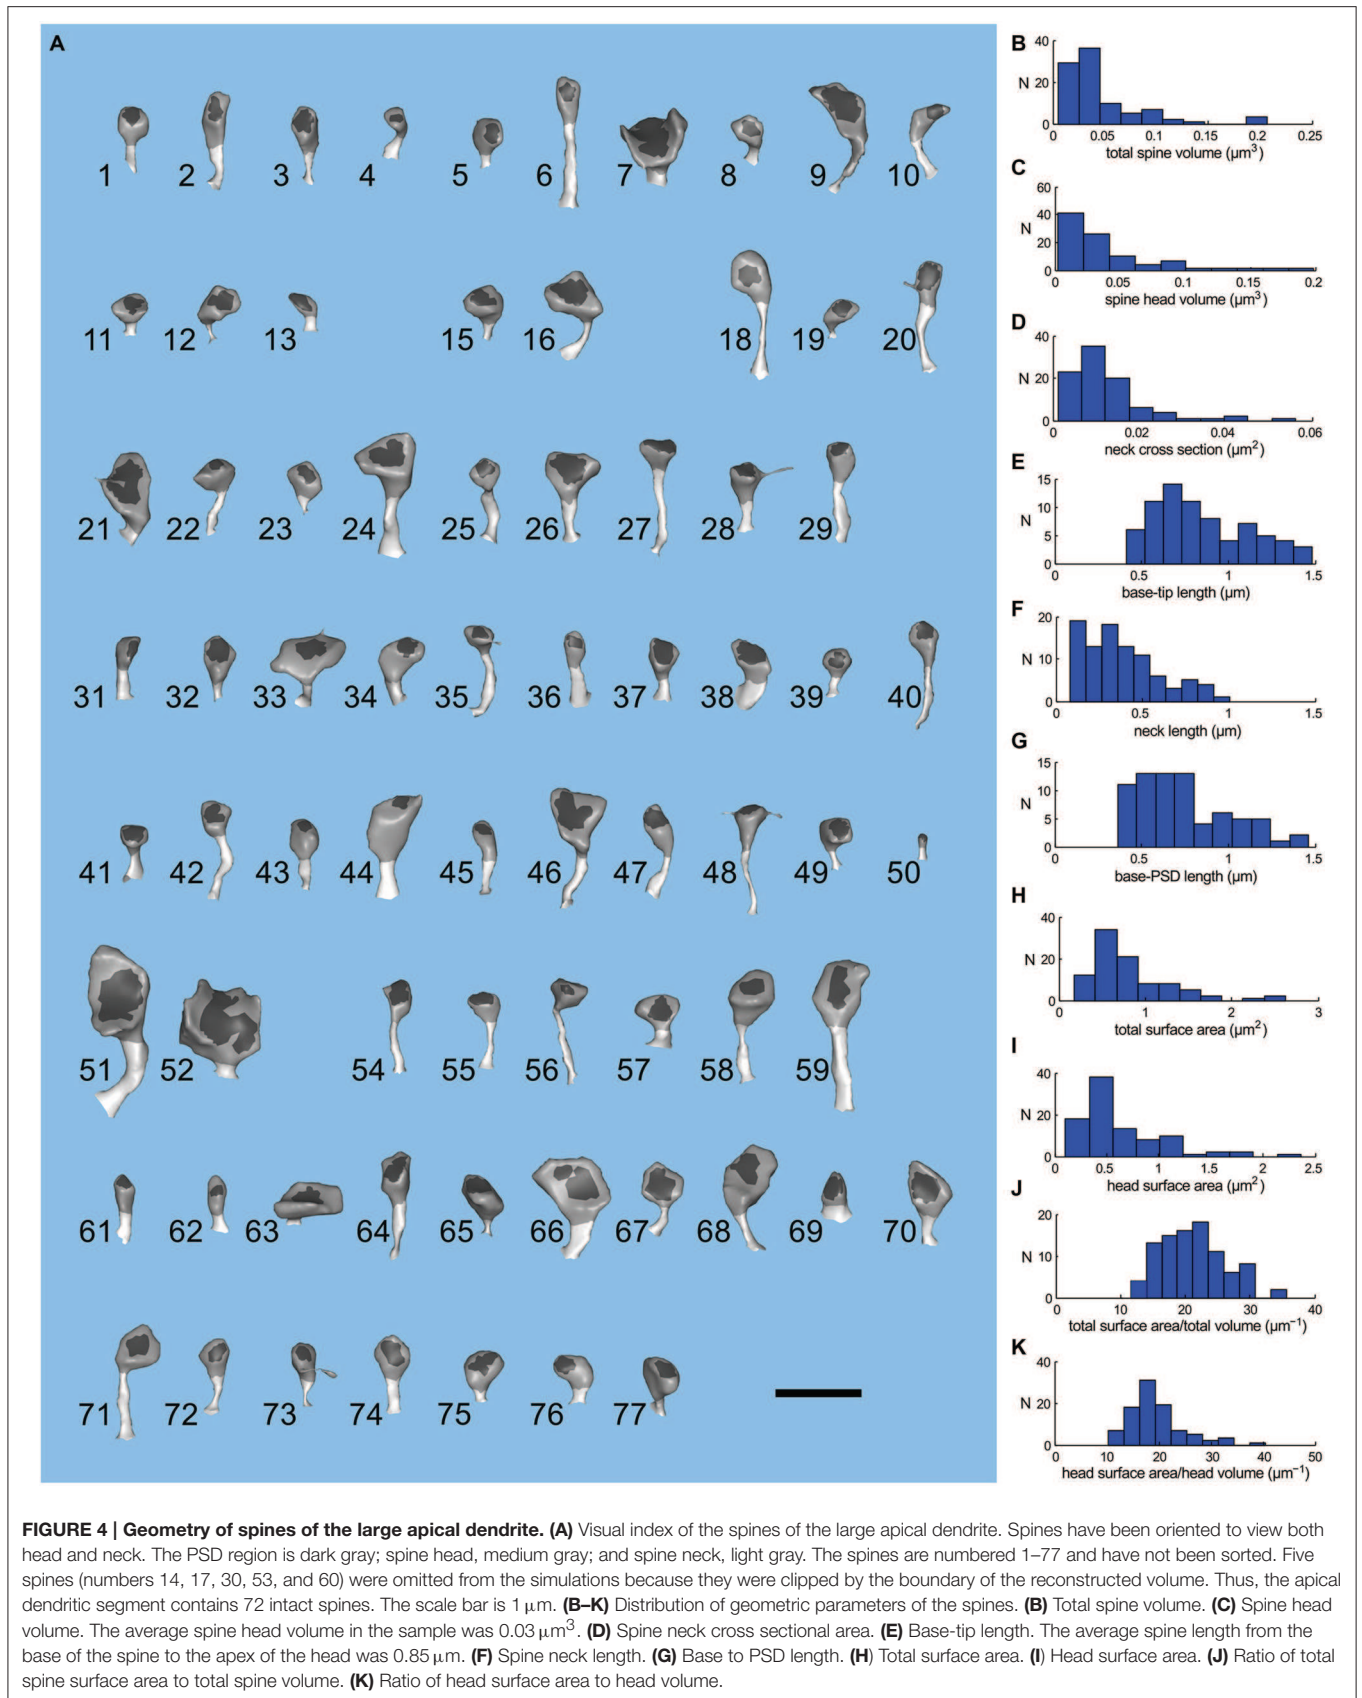 A
1 2 3 4 5 6 7 8 9 10
11 12 13 15 16 18 19 20
21 22 23 24 25 26 27 28 29
31 32 33 34 35 36 37 38 39 40
41 42 43 44 45 46 47 48 49 50
51 52 54 55 56 57 58 59
61 62 63 64 65 66 67 68 69 70
71 72 73 74 75 76 77
B
40
N 20
0
0 0.05 0.1 0.15 0.2 0.25
total spine volume (µm³)
C
60
40
N
20
0
0 0.05 0.1 0.15 0.2
spine head volume (µm³)
D
40
N 20
0
0 0.02 0.04 0.06
neck cross section (µm²)
E
15
10
N
5
0
0 0.5 1 1.5
base-tip length (µm)
F
20
N 10
0
0 0.5 1 1.5
neck length (µm)
G
15
10
N
5
0
0 0.5 1 1.5
base-PSD length (µm)
H
40
N 20
0
0 1 2 3
total surface area (µm²)
I
40
N 20
0
0 0.5 1 1.5 2 2.5
head surface area (µm²)
J
20
N 10
0
0 10 20 30 40
total surface area/total volume (µm⁻¹)
K
40
N 20
0
0 10 20 30 40 50
head surface area/head volume (µm⁻¹)
FIGURE 4 | Geometry of spines of the large apical dendrite. (A) Visual index of the spines of the large apical dendrite. Spines have been oriented to view both
head and neck. The PSD region is dark gray; spine head, medium gray; and spine neck, light gray. The spines are numbered 1–77 and have not been sorted. Five
spines (numbers 14, 17, 30, 53, and 60) were omitted from the simulations because they were clipped by the boundary of the reconstructed volume. Thus, the apical
dendritic segment contains 72 intact spines. The scale bar is 1 µm. (B–K) Distribution of geometric parameters of the spines. (B) Total spine volume. (C) Spine head
volume. The average spine head volume in the sample was 0.03 µm³. (D) Spine neck cross sectional area. (E) Base-tip length. The average spine length from the
base of the spine to the apex of the head was 0.85 µm. (F) Spine neck length. (G) Base to PSD length. (H) Total surface area. (I) Head surface area. (J) Ratio of total
spine surface area to total spine volume. (K) Ratio of head surface area to head volume.